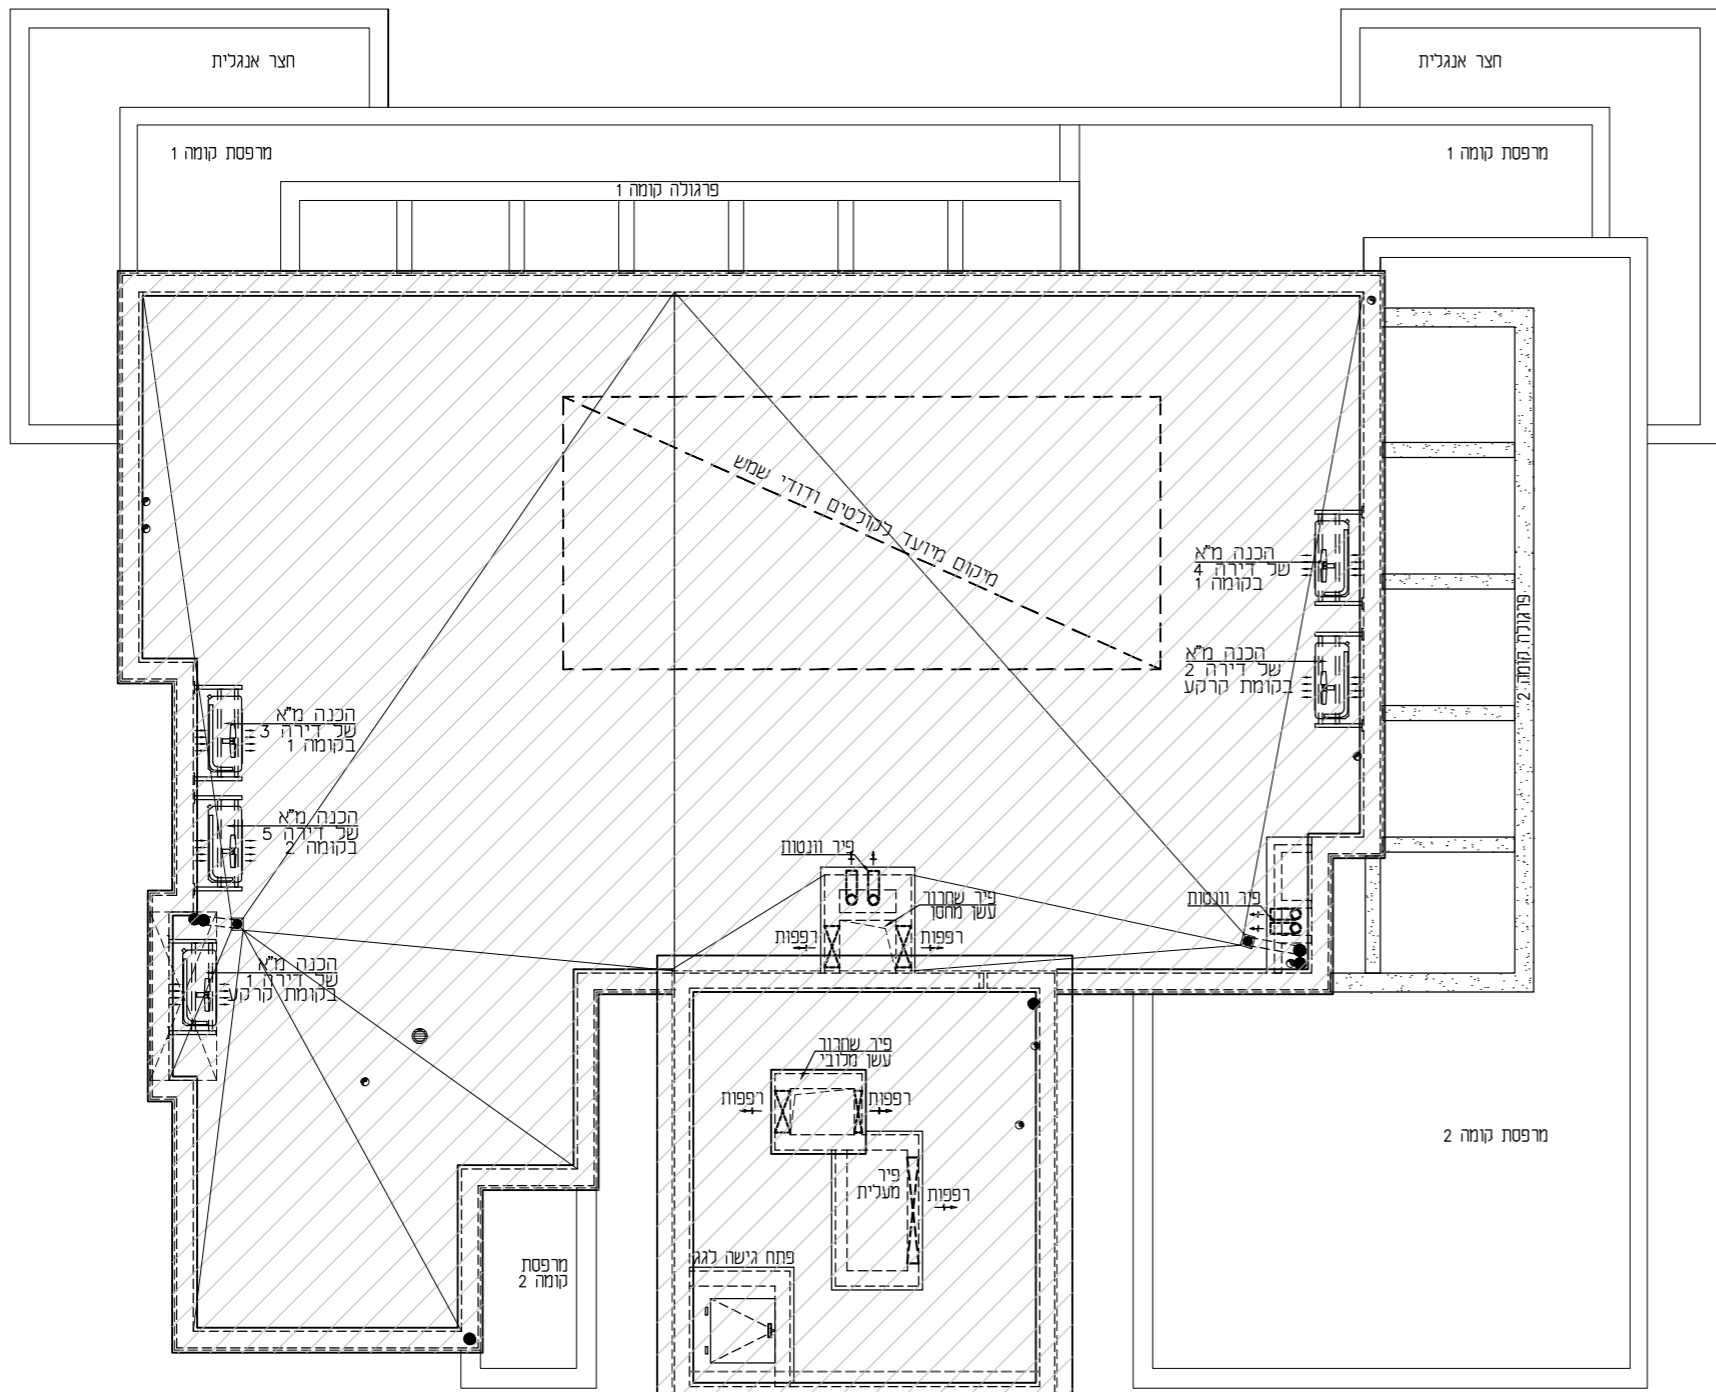 חצר אנגלית
חצר אנגלית
מרפסת קומה 1
מרפסת קומה 1
פרגולה קומה 1
מיקום מיועד לקולטים ודודי שמש
הכנה מ"א
של דירה 4
בקומה 1
הכנה מ"א
של דירה 2
בקומת קרקע
פרגולה קומה 2
הכנה מ"א
של דירה 3
בקומה 1
הכנה מ"א
של דירה 5
בקומה 2
פיר וונטות
פיר שחרור
עשן מחסן
פיר וונטות
רפפות
רפפות
הכנה מ"א
של דירה 1
בקומת קרקע
פיר שחרור
עשן מלובי
רפפות
רפפות
מרפסת קומה 2
פיר
מעלית
רפפות
פתח גישה לגג
מרפסת
קומה 2